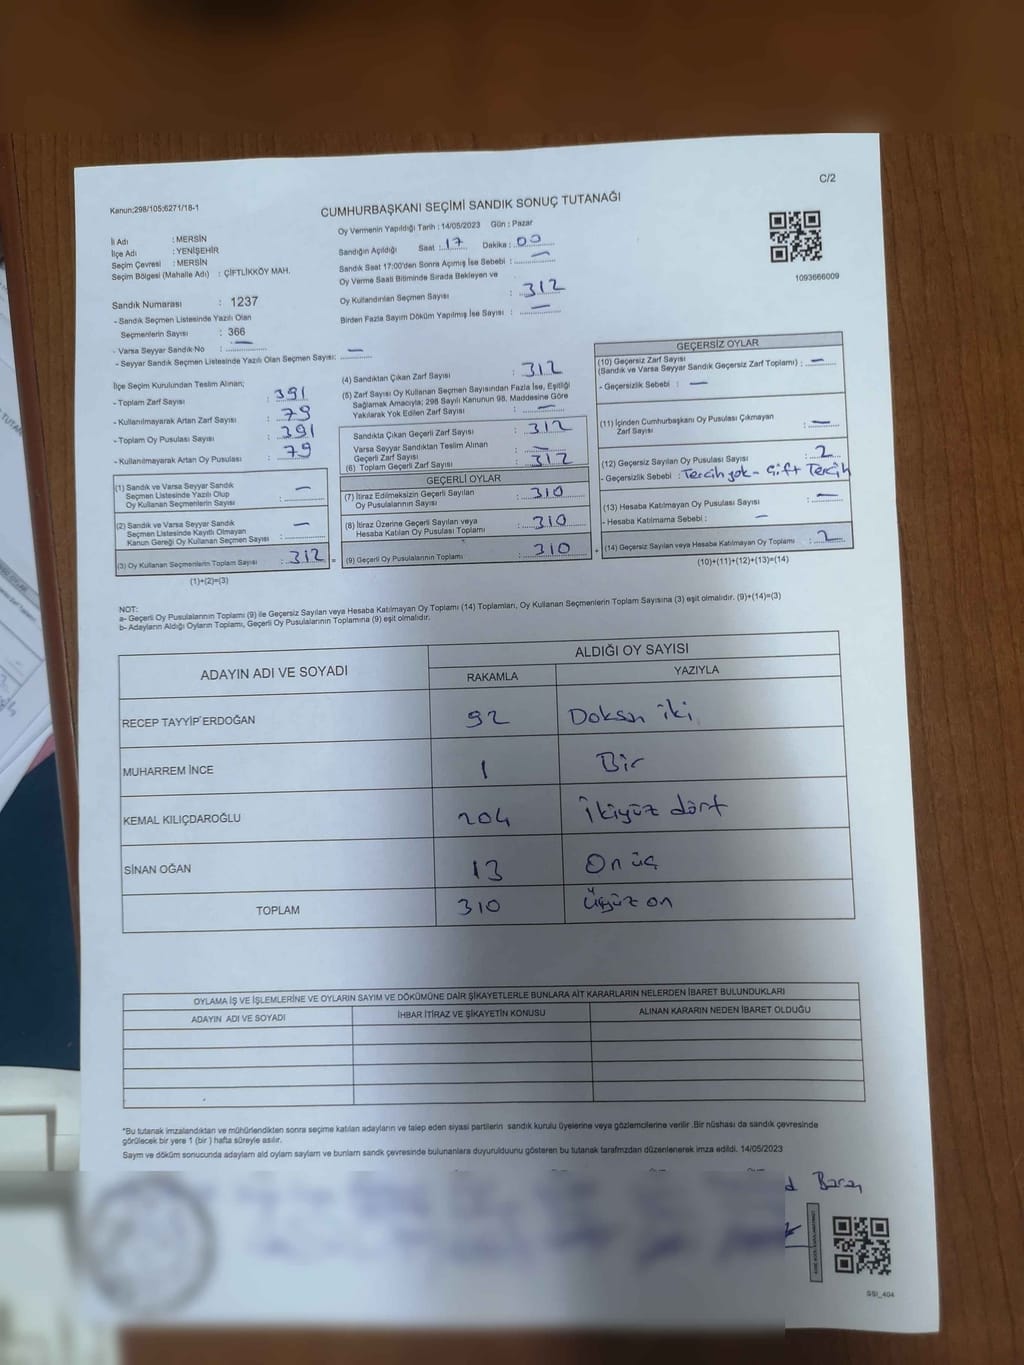 C/2
Kanun;298/105;6271/18-1
CUMHURBAŞKANI SEÇİMİ SANDIK SONUÇ TUTANAĞI
Oy Vermenin Yapıldığı Tarih : 14/05/2023 Gün : Pazar
İl Adı : MERSİN
İlçe Adı : YENİŞEHİR
Seçim Çevresi : MERSİN
Seçim Bölgesi (Mahalle Adı) : ÇİFTLİKKÖY MAH.
Sandığın Açıldığı Saat : 17 Dakika : 00
Sandık Saat 17:00'den Sonra Açımış İse Sebebi : —
Oy Verme Saati Bitiminde Sırada Bekleyen ve
Oy Kullandırılan Seçmen Sayısı : 312
Birden Fazla Sayım Döküm Yapılmış İse Sayısı : —
1093666009
Sandık Numarası : 1237
- Sandık Seçmen Listesinde Yazılı Olan
Seçmenlerin Sayısı : 366
- Varsa Seyyar Sandık No : —
- Seyyar Sandık Seçmen Listesinde Yazılı Olan Seçmen Sayısı: —
İlçe Seçim Kurulundan Teslim Alınan;
- Toplam Zarf Sayısı : 391
- Kullanılmayarak Artan Zarf Sayısı : 79
- Toplam Oy Pusulası Sayısı : 391
- Kullanılmayarak Artan Oy Pusulası : 79
(1) Sandık ve Varsa Seyyar Sandık
Seçmen Listesinde Yazılı Olup
Oy Kullanan Seçmenlerin Sayısı : —
(2) Sandık ve Varsa Seyyar Sandık
Seçmen Listesinde Kayıtlı Olmayan
Kanun Gereği Oy Kullanan Seçmen Sayısı : —
(3) Oy Kullanan Seçmenlerin Toplam Sayısı : 312 =
(1)+(2)=(3)
(4) Sandıktan Çıkan Zarf Sayısı : 312
(5) Zarf Sayısı Oy Kullanan Seçmen Sayısından Fazla İse, Eşitliği
Sağlamak Amacıyla; 298 Sayılı Kanunun 98. Maddesine Göre
Yakılarak Yok Edilen Zarf Sayısı : —
Sandıkta Çıkan Geçerli Zarf Sayısı : 312
Varsa Seyyar Sandıktan Teslim Alınan
Geçerli Zarf Sayısı : —
(6) Toplam Geçerli Zarf Sayısı : 312
GEÇERLİ OYLAR
(7) İtiraz Edilmeksizin Geçerli Sayılan
Oy Pusulasının Sayısı : 310
(8) İtiraz Üzerine Geçerli Sayılan veya
Hesaba Katılan Oy Pusulası Toplamı : 310
(9) Geçerli Oy Pusulalarının Toplamı : 310 +
GEÇERSİZ OYLAR
(10) Geçersiz Zarf Sayısı
(Sandık ve Varsa Seyyar Sandık Geçersiz Zarf Toplamı) : —
- Geçersizlik Sebebi : —
(11) İçinden Cumhurbaşkanı Oy Pusulası Çıkmayan
Zarf Sayısı : —
(12) Geçersiz Sayılan Oy Pusulası Sayısı : 2
- Geçersizlik Sebebi : Tercih yok - Çift Tercih
(13) Hesaba Katılmayan Oy Pusulası Sayısı : —
- Hesaba Katılmama Sebebi : —
(14) Geçersiz Sayılan veya Hesaba Katılmayan Oy Toplamı : 2
(10)+(11)+(12)+(13)=(14)
NOT:
a- Geçerli Oy Pusulalarının Toplamı (9) ile Geçersiz Sayılan veya Hesaba Katılmayan Oy Toplamı (14) Toplamları, Oy Kullanan Seçmenlerin Toplam Sayısına (3) eşit olmalıdır. (9)+(14)=(3)
b- Adayların Aldığı Oyların Toplamı, Geçerli Oy Pusulalarının Toplamına (9) eşit olmalıdır.
ADAYIN ADI VE SOYADI ALDIĞI OY SAYISI
RAKAMLA YAZIYLA
RECEP TAYYİP ERDOĞAN 92 Doksan iki
MUHARREM İNCE 1 Bir
KEMAL KILIÇDAROĞLU 204 İkiyüz dört
SİNAN OĞAN 13 On üç
TOPLAM 310 Üçyüz on
OYLAMA İŞ VE İŞLEMLERİNE VE OYLARIN SAYIM VE DÖKÜMÜNE DAİR ŞİKAYETLERLE BUNLARA AİT KARARLARIN NELERDEN İBARET BULUNDUKLARI
ADAYIN ADI VE SOYADI İHBAR İTİRAZ VE ŞİKAYETİN KONUSU ALINAN KARARIN NEDEN İBARET OLDUĞU
*Bu tutanak imzalandıktan ve mühürlendikten sonra seçime katılan adayların ve talep eden siyasi partilerin sandık kurulu üyelerine veya gözlemcilerine verilir .Bir nüshası da sandık çevresinde
görülecek bir yere 1 (bir ) hafta süreyle asılır.
Sayım ve döküm sonucunda adayların ald oyların sayların ve bunların sandk çevresinde bulunanlara duyurulduunu gösteren bu tutanak tarafmzdan düzenlenerek imza edildi. 14/05/2023
Baran
SSI_404